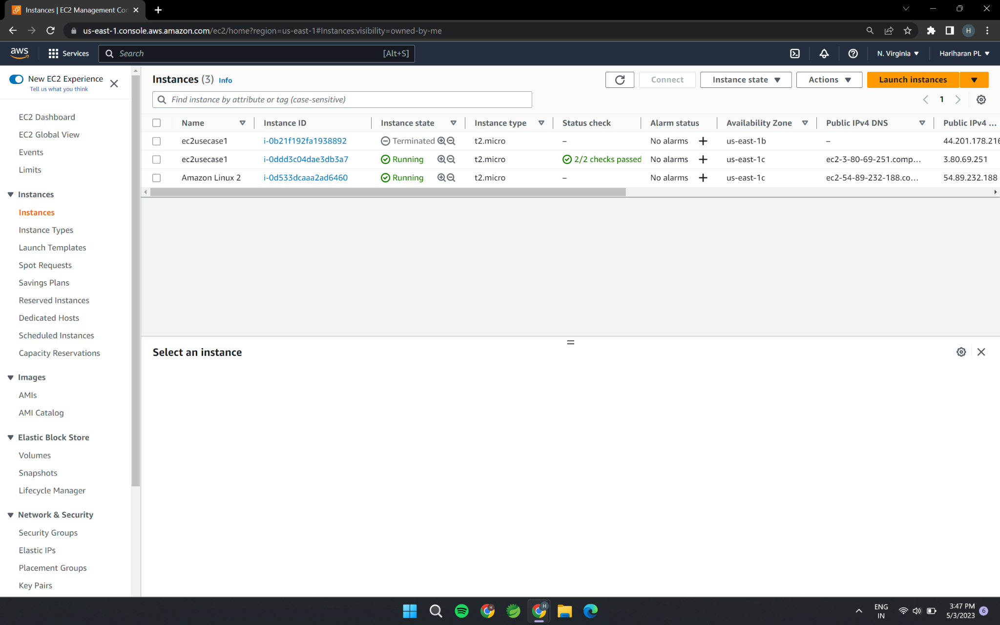 Instances | EC2 Management Cor
us-east-1.console.aws.amazon.com/ec2/home?region=us-east-1#Instances:visibility=owned-by-me
H
aws
Services
Search
[Alt+S]
N. Virginia
Hariharan PL
New EC2 Experience
Tell us what you think
EC2 Dashboard
EC2 Global View
Events
Limits
Instances
Instances
Instance Types
Launch Templates
Spot Requests
Savings Plans
Reserved Instances
Dedicated Hosts
Scheduled Instances
Capacity Reservations
Images
AMIs
AMI Catalog
Elastic Block Store
Volumes
Snapshots
Lifecycle Manager
Network & Security
Security Groups
Elastic IPs
Placement Groups
Key Pairs
Instances (3) Info
Connect
Instance state
Actions
Launch instances
Find instance by attribute or tag (case-sensitive)
1
Name Instance ID Instance state Instance type Status check Alarm status Availability Zone Public IPv4 DNS Public IPv4 ...
ec2usecase1 i-0b21f192fa1938892 Terminated t2.micro – No alarms + us-east-1b – 44.201.178.216
ec2usecase1 i-0ddd3c04dae3db3a7 Running t2.micro 2/2 checks passed No alarms + us-east-1c ec2-3-80-69-251.comp... 3.80.69.251
Amazon Linux 2 i-0d533dcaaa2ad6460 Running t2.micro – No alarms + us-east-1c ec2-54-89-232-188.co... 54.89.232.188
Select an instance
H
H
ENG
IN
3:47 PM
5/3/2023
6